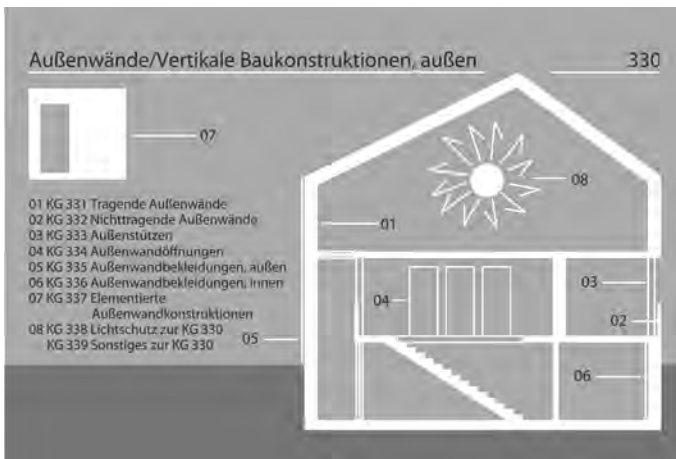 Außenwände/Vertikale Baukonstruktionen, außen 330
07
08
01 KG 331 Tragende Außenwände
02 KG 332 Nichttragende Außenwände
03 KG 333 Außenstützen
04 KG 334 Außenwandöffnungen
05 KG 335 Außenwandbekleidungen, außen
06 KG 336 Außenwandbekleidungen, innen
07 KG 337 Elementierte
Außenwandkonstruktionen
08 KG 338 Lichtschutz zur KG 330
KG 339 Sonstiges zur KG 330
01
03
04
02
05
06